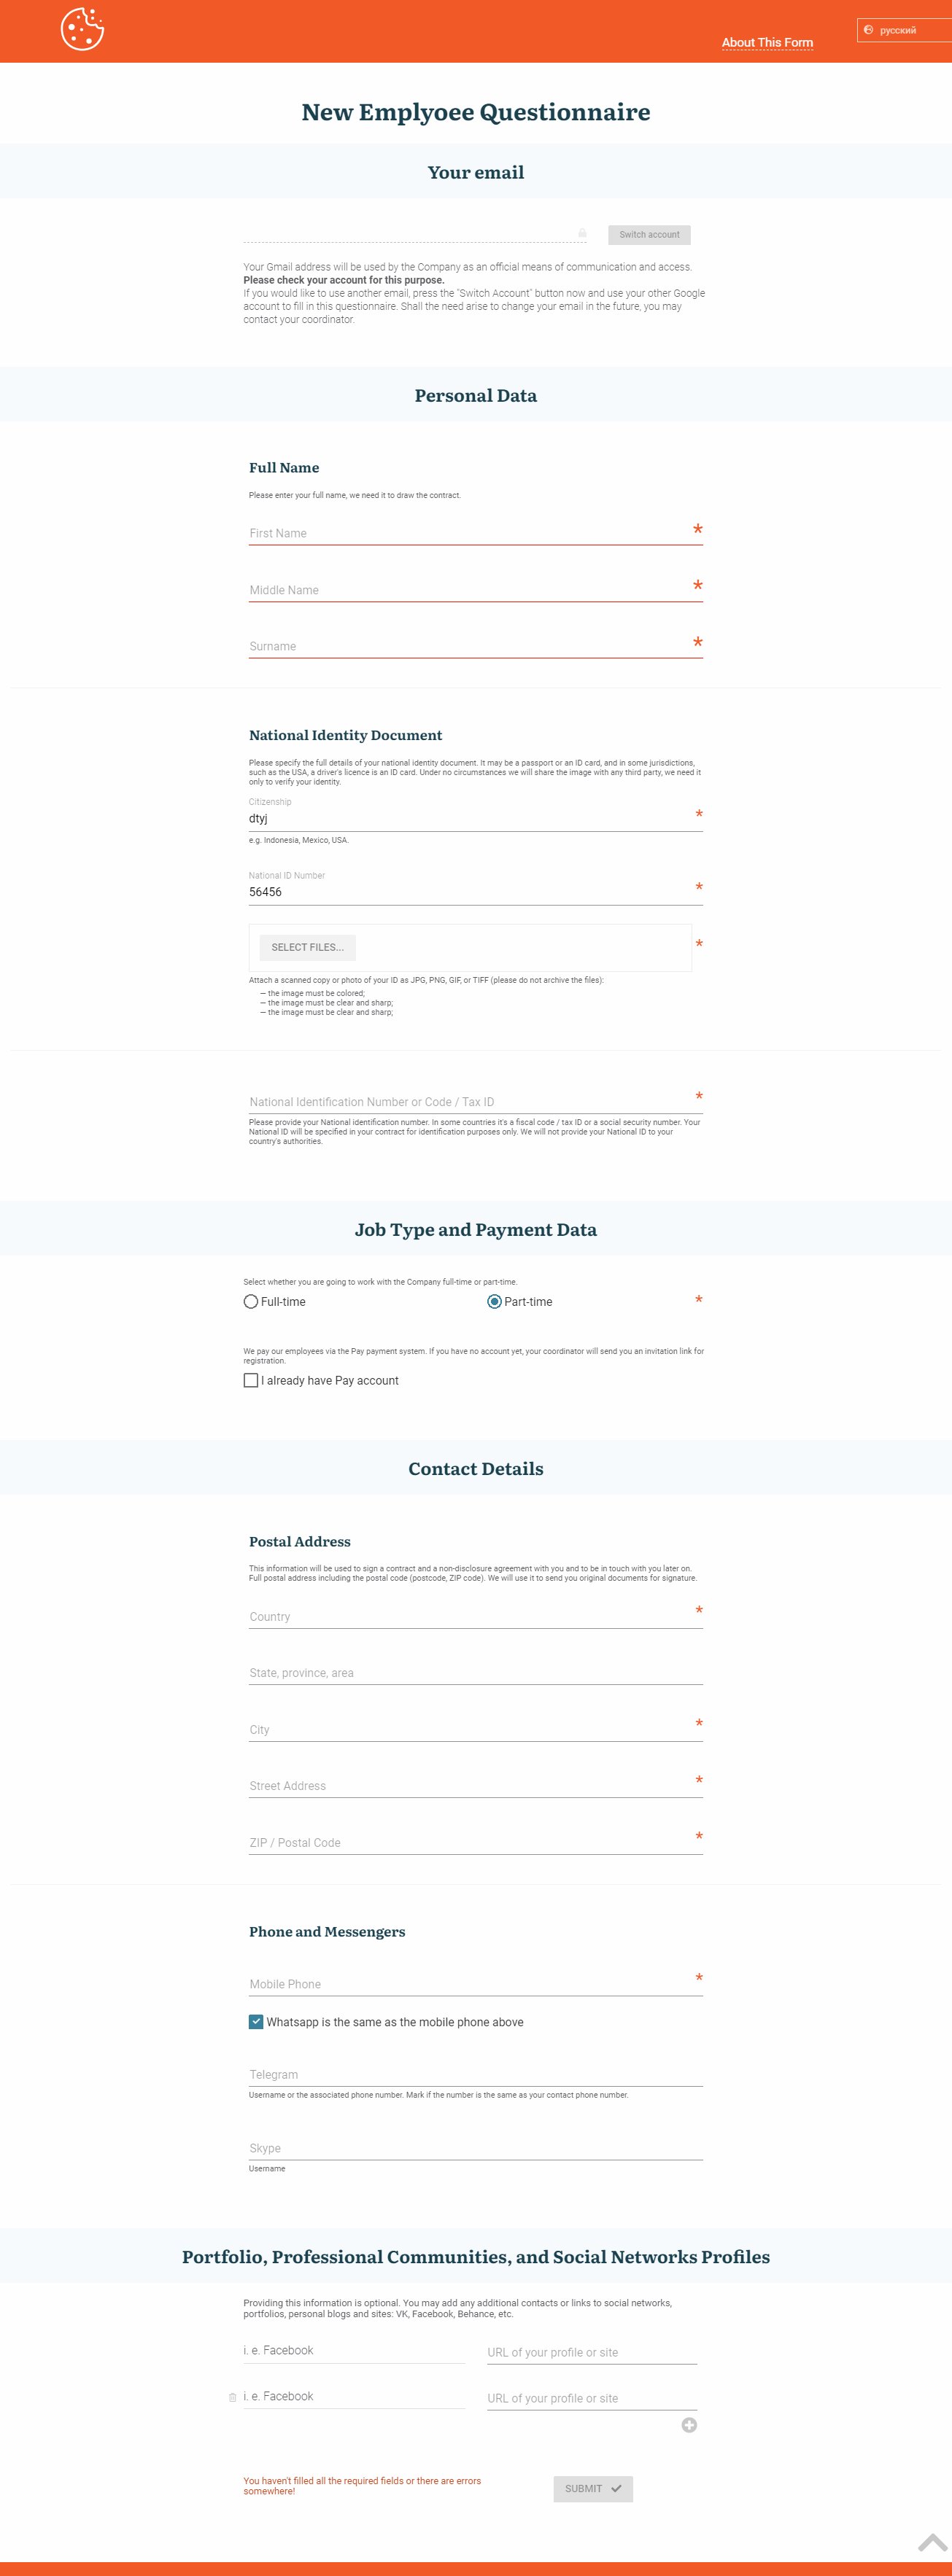 About This Form
русский
New Emplyoee Questionnaire
Your email
Switch account
Your Gmail address will be used by the Company as an official means of communication and access.
Please check your account for this purpose.
If you would like to use another email, press the "Switch Account" button now and use your other Google
account to fill in this questionnaire. Shall the need arise to change your email in the future, you may
contact your coordinator.
Personal Data
Full Name
Please enter your full name, we need it to draw the contract.
First Name *
Middle Name *
Surname *
National Identity Document
Please specify the full details of your national identity document. It may be a passport or an ID card, and in some jurisdictions,
such as the USA, a driver's licence is an ID card. Under no circumstances we will share the image with any third party, we need it
only to verify your identity.
Citizenship
dtyj *
e.g. Indonesia, Mexico, USA.
National ID Number
56456 *
SELECT FILES... *
Attach a scanned copy or photo of your ID as JPG, PNG, GIF, or TIFF (please do not archive the files):
— the image must be colored;
— the image must be clear and sharp;
— the image must be clear and sharp;
National Identification Number or Code / Tax ID *
Please provide your National identification number. In some countries it's a fiscal code / tax ID or a social security number. Your
National ID will be specified in your contract for identification purposes only. We will not provide your National ID to your
country's authorities.
Job Type and Payment Data
Select whether you are going to work with the Company full-time or part-time.
Full-time Part-time *
We pay our employees via the Pay payment system. If you have no account yet, your coordinator will send you an invitation link for
registration.
I already have Pay account
Contact Details
Postal Address
This information will be used to sign a contract and a non-disclosure agreement with you and to be in touch with you later on.
Full postal address including the postal code (postcode, ZIP code). We will use it to send you original documents for signature.
Country *
State, province, area
City *
Street Address *
ZIP / Postal Code *
Phone and Messengers
Mobile Phone *
Whatsapp is the same as the mobile phone above
Telegram
Username or the associated phone number. Mark if the number is the same as your contact phone number.
Skype
Username
Portfolio, Professional Communities, and Social Networks Profiles
Providing this information is optional. You may add any additional contacts or links to social networks,
portfolios, personal blogs and sites: VK, Facebook, Behance, etc.
i. e. Facebook URL of your profile or site
i. e. Facebook URL of your profile or site
You haven't filled all the required fields or there are errors
somewhere!
SUBMIT